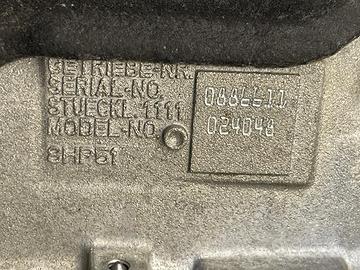 GETRIEBE-NR.
SERIAL-NO.
STUECKL.1111
MODEL-NO.
8HP51
024048